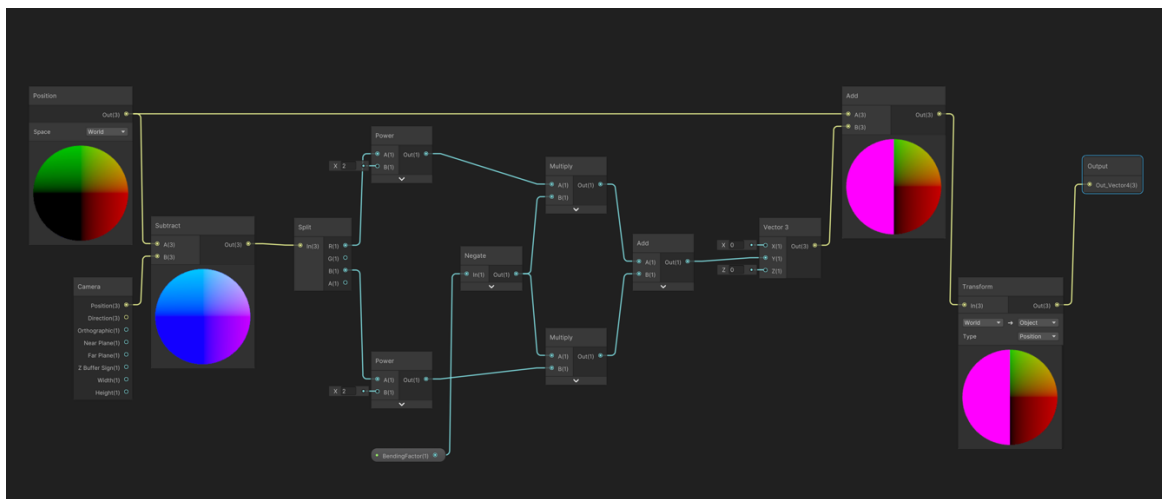 Position
Out(3)
Space World
Camera
Position(3)
Direction(3)
Orthographic(1)
Near Plane(1)
Far Plane(1)
Z Buffer Sign(1)
Width(1)
Height(1)
Subtract
A(3) Out(3)
B(3)
Split
In(3) R(1)
G(1)
B(1)
A(1)
Power
A(1) Out(1)
X 2 B(1)
Power
A(1) Out(1)
X 2 B(1)
BendingFactor(1)
Negate
In(1) Out(1)
Multiply
A(1) Out(1)
B(1)
Multiply
A(1) Out(1)
B(1)
Add
A(1) Out(1)
B(1)
Vector 3
X 0 X(1) Out(3)
Y(1)
Z 0 Z(1)
Add
A(3) Out(3)
B(3)
Transform
In(3) Out(3)
World → Object
Type Position
Output
Out_Vector4(3)